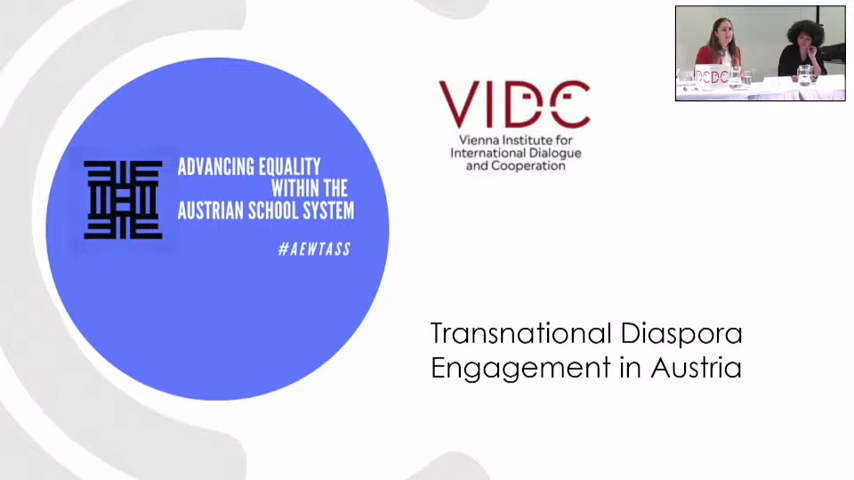 ADVANCING EQUALITY
WITHIN THE
AUSTRIAN SCHOOL SYSTEM
#AEWTASS
VIDC
Vienna Institute for
International Dialogue
and Cooperation
Transnational Diaspora
Engagement in Austria